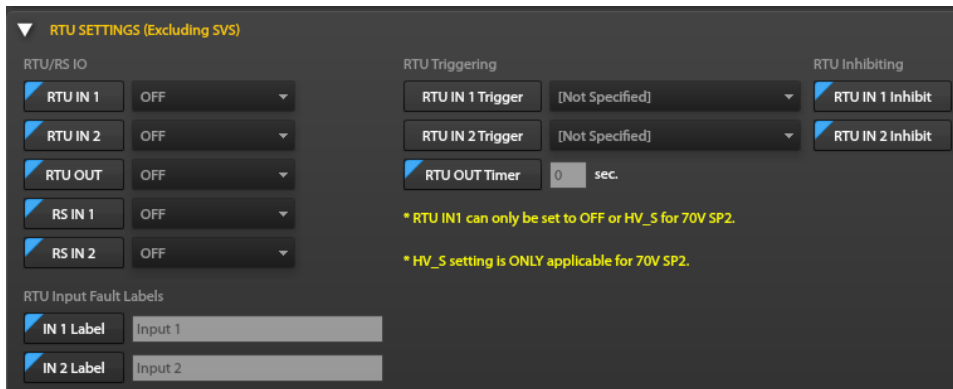 RTU SETTINGS (Excluding SVS)
RTU/RS IO
RTU Triggering
RTU Inhibiting
RTU IN 1 OFF
RTU IN 1 Trigger [Not Specified]
RTU IN 1 Inhibit
RTU IN 2 OFF
RTU IN 2 Trigger [Not Specified]
RTU IN 2 Inhibit
RTU OUT OFF
RTU OUT Timer 0 sec.
RS IN 1 OFF
* RTU IN1 can only be set to OFF or HV_S for 70V SP2.
RS IN 2 OFF
* HV_S setting is ONLY applicable for 70V SP2.
RTU Input Fault Labels
IN 1 Label Input 1
IN 2 Label Input 2